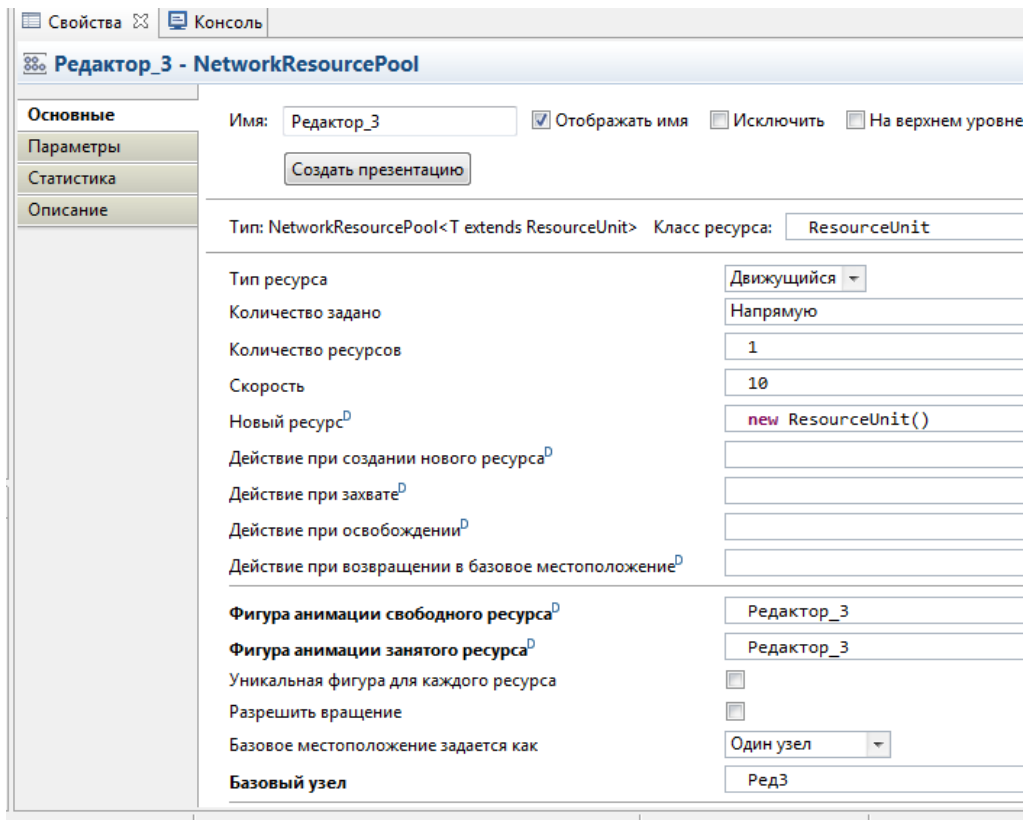 Свойства Консоль
Редактор_3 - NetworkResourcePool
Основные
Параметры
Статистика
Описание
Имя: Редактор_3 Отображать имя Исключить На верхнем уровне
Создать презентацию
Тип: NetworkResourcePool<T extends ResourceUnit> Класс ресурса: ResourceUnit
Тип ресурса Движущийся
Количество задано Напрямую
Количество ресурсов 1
Скорость 10
Новый ресурсD new ResourceUnit()
Действие при создании нового ресурсаD
Действие при захватеD
Действие при освобожденииD
Действие при возвращении в базовое местоположениеD
Фигура анимации свободного ресурсаD Редактор_3
Фигура анимации занятого ресурсаD Редактор_3
Уникальная фигура для каждого ресурса
Разрешить вращение
Базовое местоположение задается как Один узел
Базовый узел Ред3